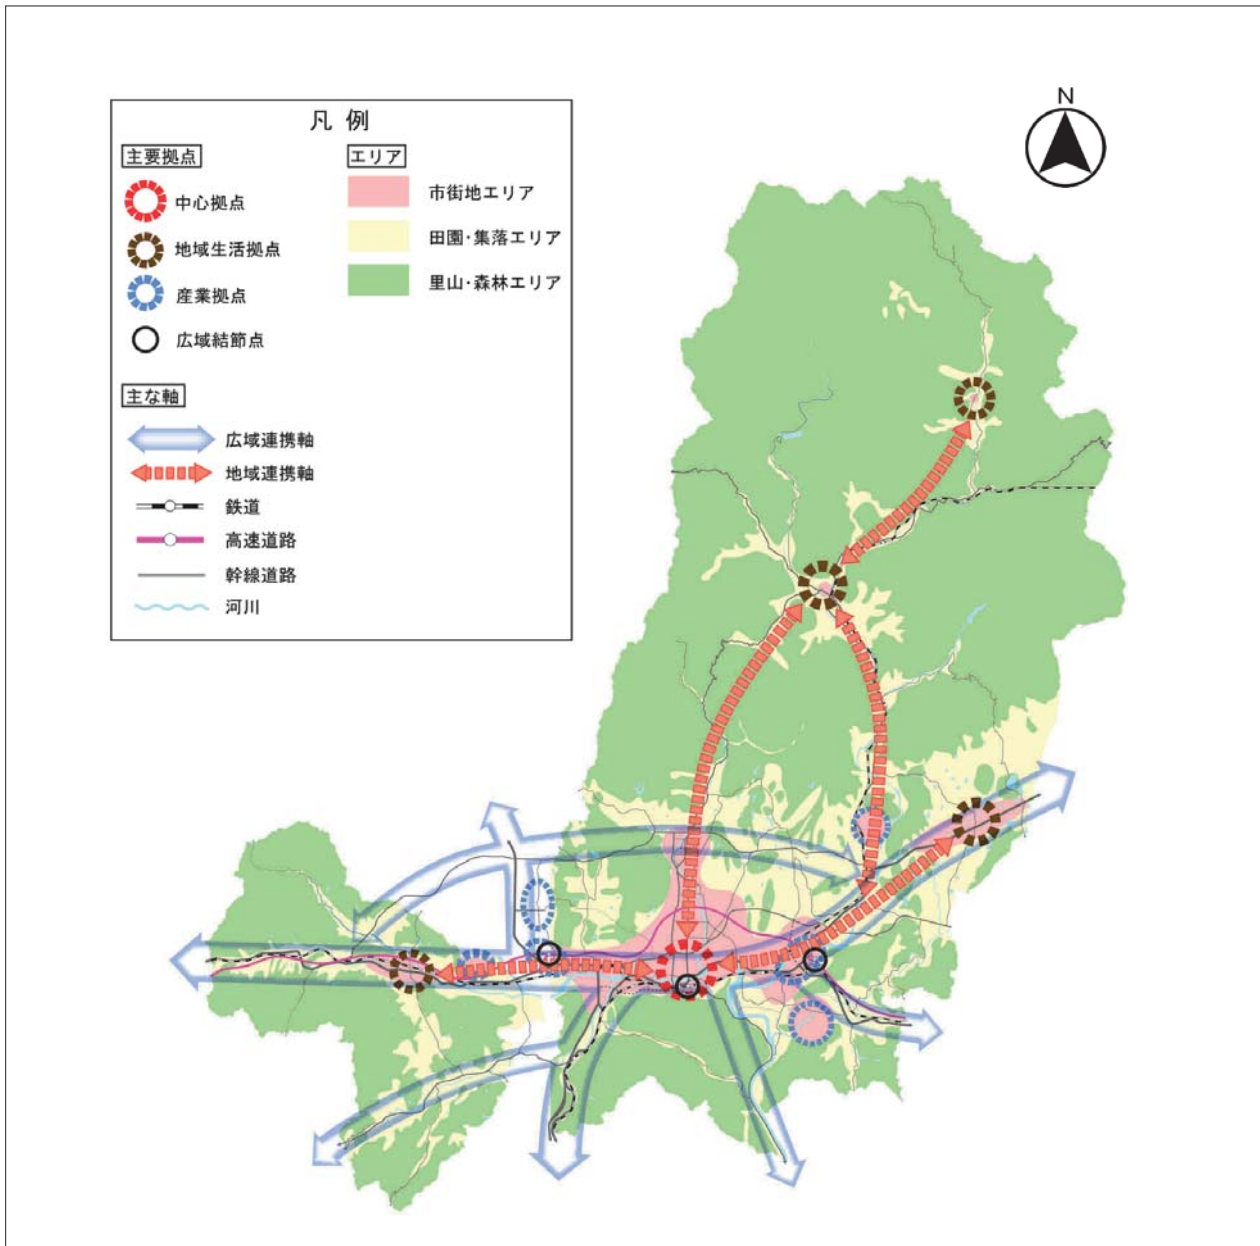 N
凡 例
主要拠点
中心拠点
地域生活拠点
産業拠点
広域結節点
エリア
市街地エリア
田園・集落エリア
里山・森林エリア
主な軸
広域連携軸
地域連携軸
鉄道
高速道路
幹線道路
河川